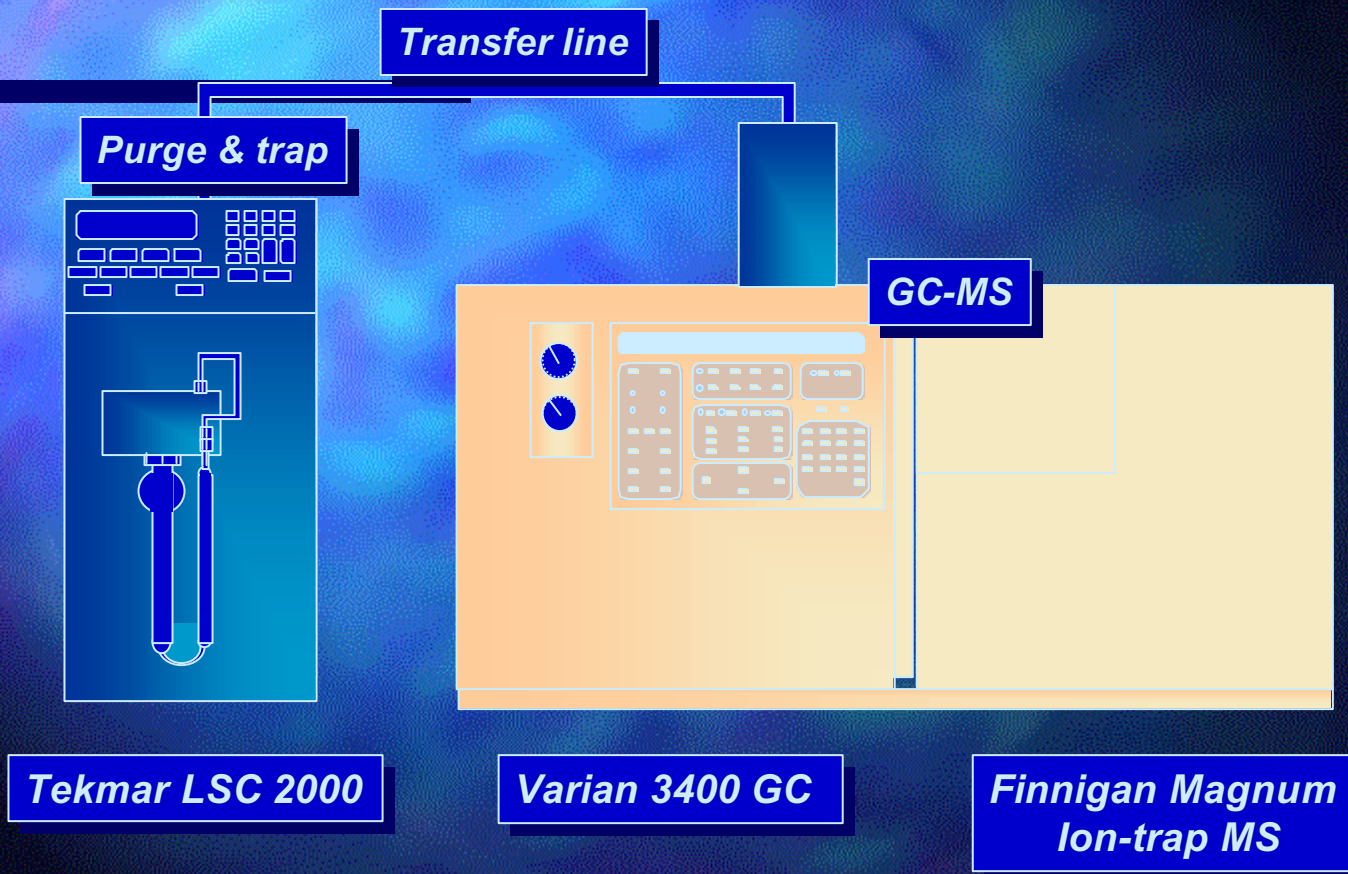 Transfer line
Purge & trap
GC-MS
Tekmar LSC 2000
Varian 3400 GC
Finnigan Magnum
Ion-trap MS